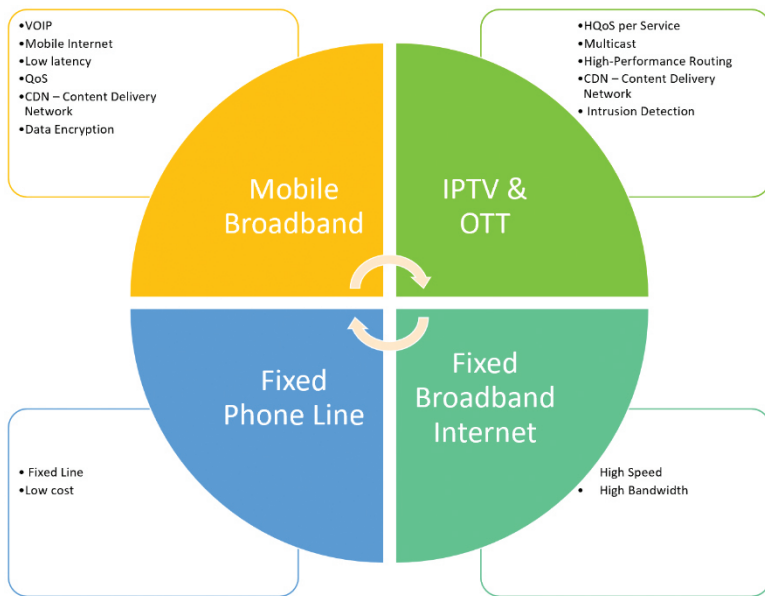 •VOIP
•Mobile Internet
•Low latency
•QoS
•CDN – Content Delivery
Network
•Data Encryption
•HQoS per Service
•Multicast
•High-Performance Routing
•CDN – Content Delivery
Network
• Intrusion Detection
Mobile
Broadband
IPTV &
OTT
Fixed
Phone Line
Fixed
Broadband
Internet
• Fixed Line
•Low cost
High Speed
• High Bandwidth